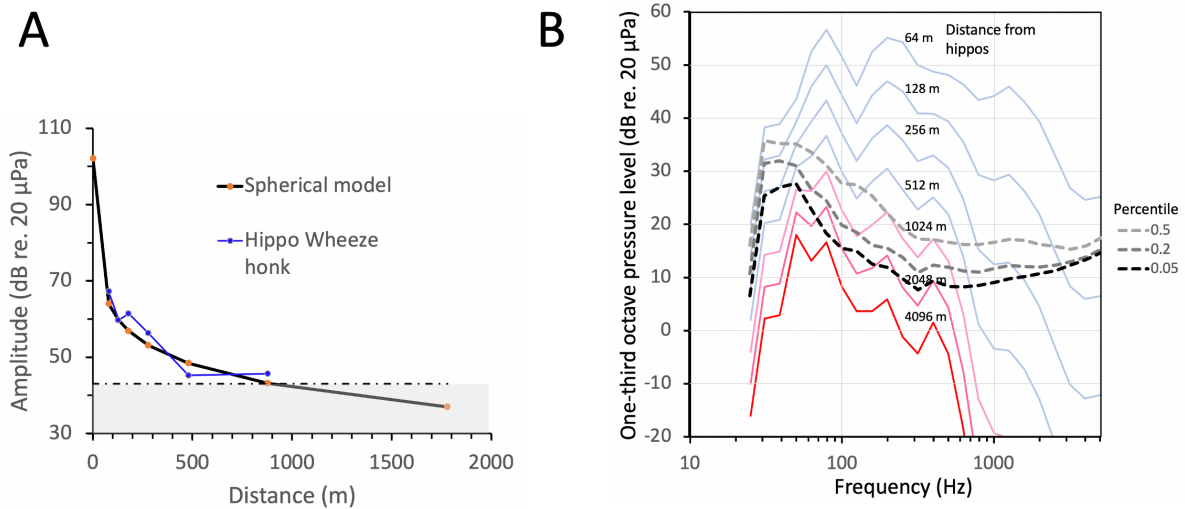 A
Amplitude (dB re. 20 µPa)
110
90
70
50
30
0
500
1000
1500
2000
Distance (m)
Spherical model
Hippo Wheeze
honk
B
One-third octave pressure level (dB re. 20 µPa)
60
50
40
30
20
10
0
-10
-20
10
100
1000
Frequency (Hz)
Distance from
hippos
64 m
128 m
256 m
512 m
1024 m
2048 m
4096 m
Percentile
0.5
0.2
0.05